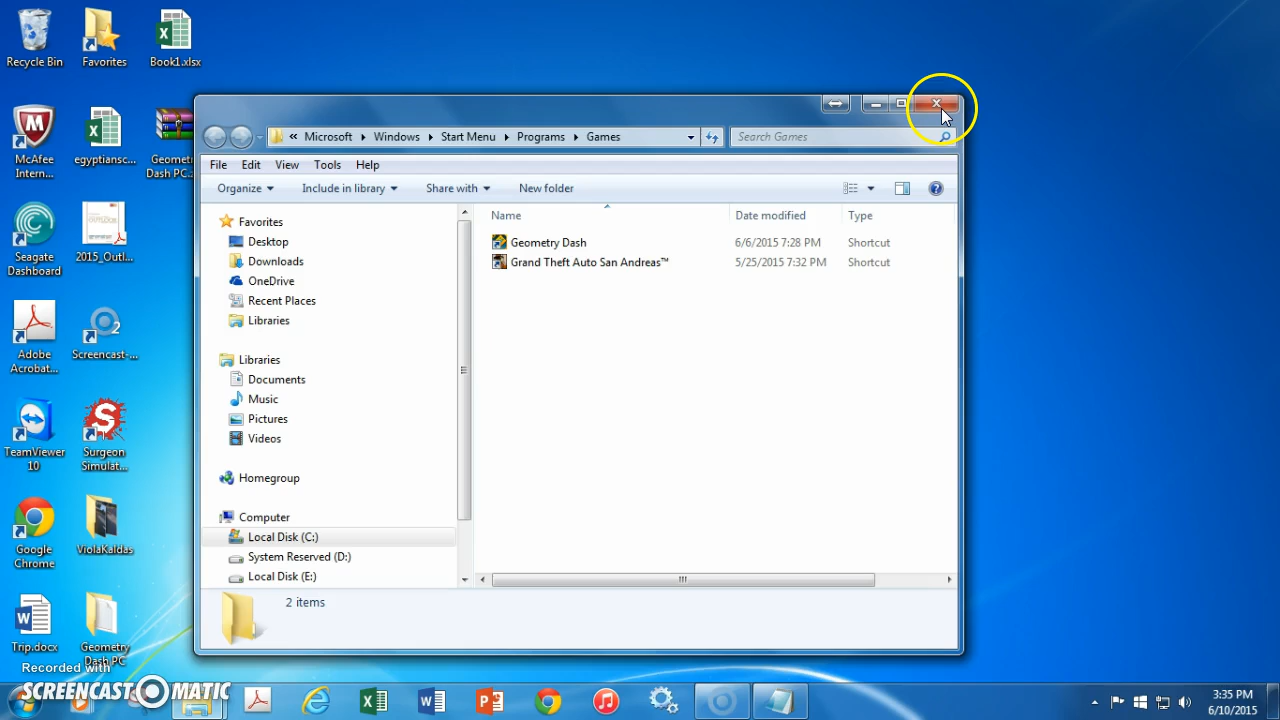 Recycle Bin
Favorites
Book1.xlsx
McAfee
Intern...
egyptiansc...
Geometry
Dash PC.
Seagate
Dashboard
2015_Outl...
Adobe
Acrobat...
Screencast-...
TeamViewer
10
Surgeon
Simulat...
Google
Chrome
ViolaKaldas
Trip.docx
Geometry
Dash PC
« Microsoft Windows Start Menu Programs Games
Search Games
File Edit View Tools Help
Organize Include in library Share with New folder
Name Date modified Type
Geometry Dash 6/6/2015 7:28 PM Shortcut
Grand Theft Auto San Andreas™ 5/25/2015 7:32 PM Shortcut
Favorites
Desktop
Downloads
OneDrive
Recent Places
Libraries
Libraries
Documents
Music
Pictures
Videos
Homegroup
Computer
Local Disk (C:)
System Reserved (D:)
Local Disk (E:)
2 items
Recorded with
SCREENCAST MATIC
3:35 PM
6/10/2015